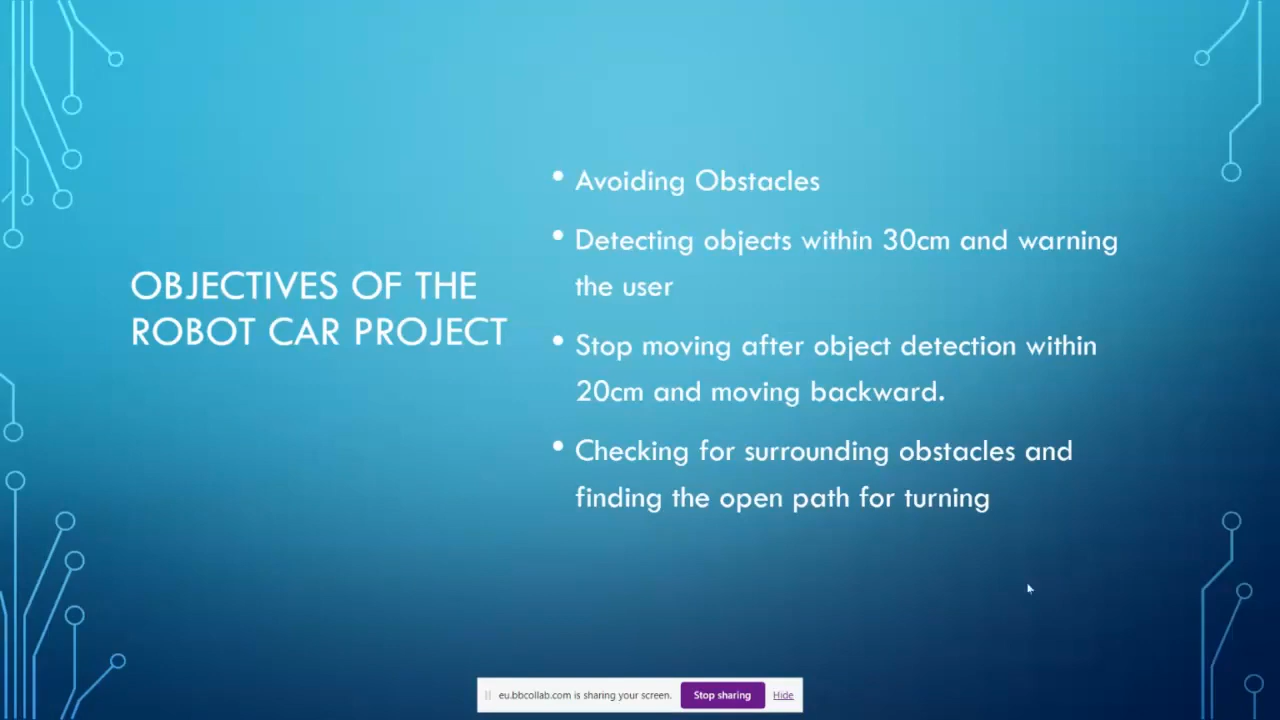 OBJECTIVES OF THE
ROBOT CAR PROJECT
• Avoiding Obstacles
• Detecting objects within 30cm and warning
the user
• Stop moving after object detection within
20cm and moving backward.
• Checking for surrounding obstacles and
finding the open path for turning
eu.bbcollab.com is sharing your screen. Stop sharing Hide